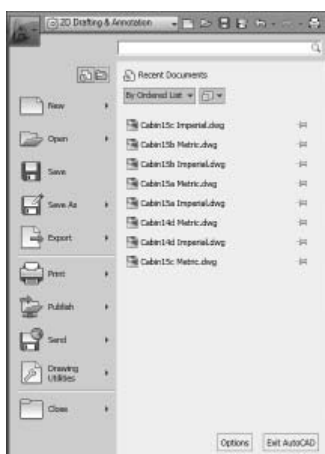 2D Drafting & Annotation
Recent Documents
By Ordered List
New
Open
Save
Save As
Export
Print
Publish
Send
Drawing
Utilities
Close
Cabin15c Imperial.dwg
Cabin15b Metric.dwg
Cabin15b Imperial.dwg
Cabin15a Metric.dwg
Cabin15a Imperial.dwg
Cabin14d Metric.dwg
Cabin14d Imperial.dwg
Cabin15c Metric.dwg
Options
Exit AutoCAD